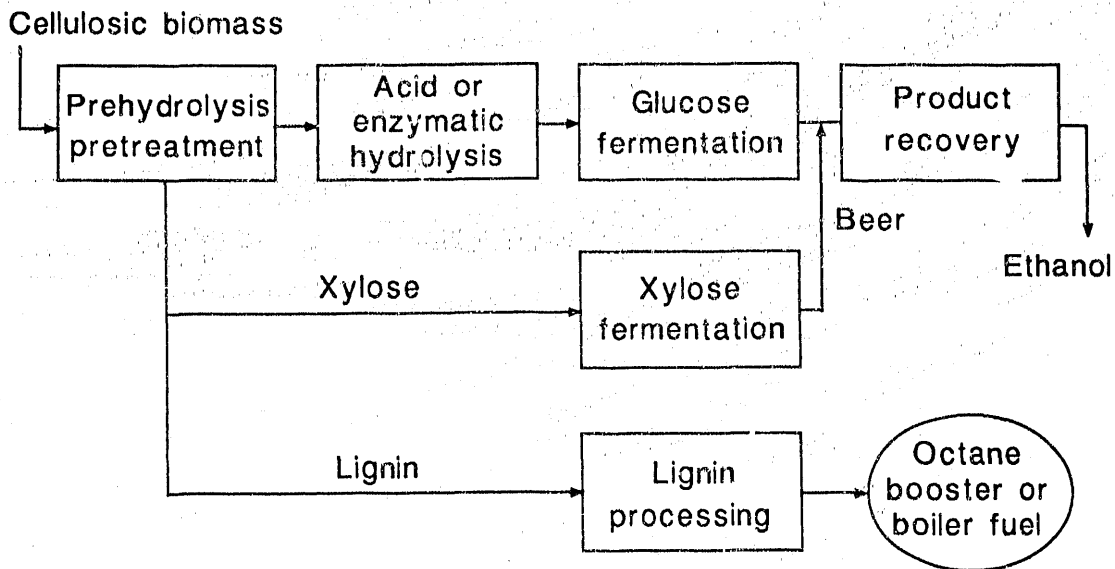 Cellulosic biomass
Prehydrolysis
pretreatment
Acid or
enzymatic
hydrolysis
Glucose
fermentation
Product
recovery
Beer
Ethanol
Xylose
Xylose
fermentation
Lignin
Lignin
processing
Octane
booster or
boiler fuel